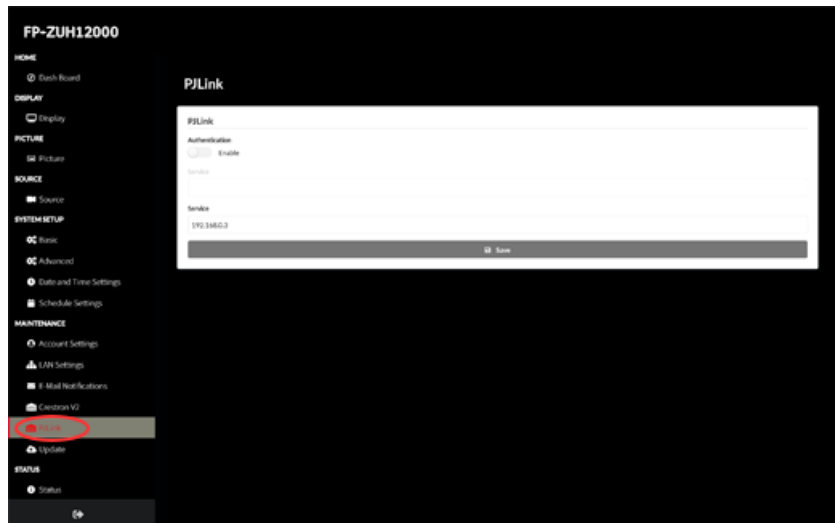 FP-ZUH12000
HOME
Dash Board
DISPLAY
Display
PICTURE
Picture
SOURCE
Source
SYSTEM SETUP
Basic
Advanced
Date and Time Settings
Schedule Settings
MAINTENANCE
Account Settings
LAN Settings
E-Mail Notifications
Crestron V2
PJLink
Update
STATUS
Status
PJLink
PJLink
Authentication
Enable
Service
Service
192.168.0.3
Save